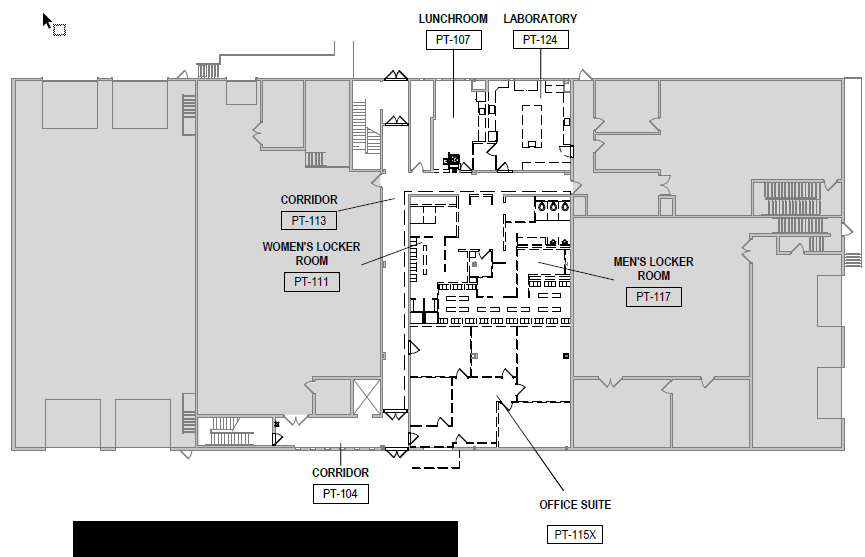 LUNCHROOM
PT-107
LABORATORY
PT-124
CORRIDOR
PT-113
WOMEN'S LOCKER
ROOM
PT-111
MEN'S LOCKER
ROOM
PT-117
CORRIDOR
PT-104
OFFICE SUITE
PT-115X